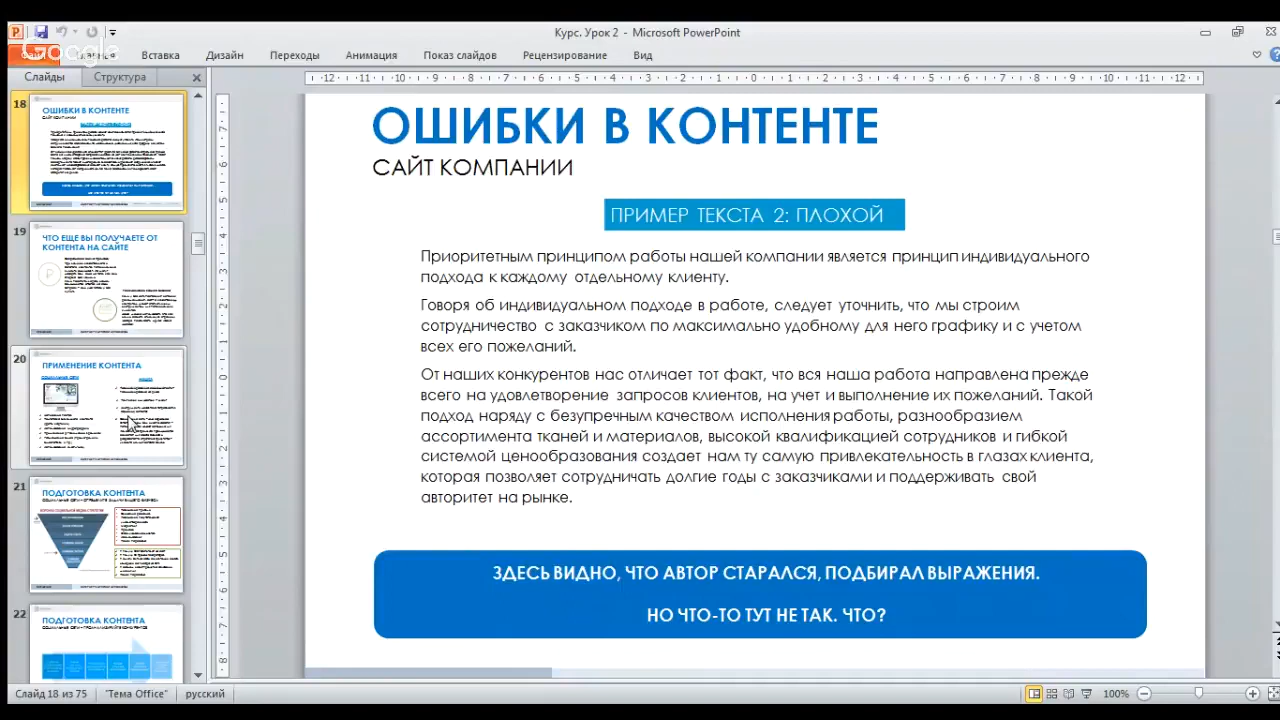 Курс. Урок 2 - Microsoft PowerPoint
Google
Вставка Дизайн Переходы Анимация Показ слайдов Рецензирование Вид
Слайды Структура
18 ОШИБКИ В КОНТЕНТЕ
САЙТ КОМПАНИИ
19 ЧТО ЕЩЕ ВЫ ПОЛУЧАЕТЕ ОТ
КОНТЕНТА НА САЙТЕ
20 ПРИМЕНЕНИЕ КОНТЕНТА
21 ПОДГОТОВКА КОНТЕНТА
22 ПОДГОТОВКА КОНТЕНТА
ОШИБКИ В КОНТЕНТЕ
САЙТ КОМПАНИИ
ПРИМЕР ТЕКСТА 2: ПЛОХОЙ
Приоритетным принципом работы нашей компании является принцип индивидуального
подхода к каждому отдельному клиенту.
Говоря об индивидуальном подходе в работе, следует уточнить, что мы строим
сотрудничество с заказчиком по максимально удобному для него графику и с учетом
всех его пожеланий.
От наших конкурентов нас отличает тот факт, что вся наша работа направлена прежде
всего на удовлетворение запросов клиентов, на учет и выполнение их пожеланий. Такой
подход наряду с безупречным качеством исполнения работы, разнообразием
ассортимента тканей и материалов, высокой квалификацией сотрудников и гибкой
системой ценообразования создает нам ту самую привлекательность в глазах клиента,
которая позволяет сотрудничать долгие годы с заказчиками и поддерживать свой
авторитет на рынке.
ЗДЕСЬ ВИДНО, ЧТО АВТОР СТАРАЛСЯ, ПОДБИРАЛ ВЫРАЖЕНИЯ.
НО ЧТО-ТО ТУТ НЕ ТАК. ЧТО?
Слайд 18 из 75 "Тема Office" русский 100%